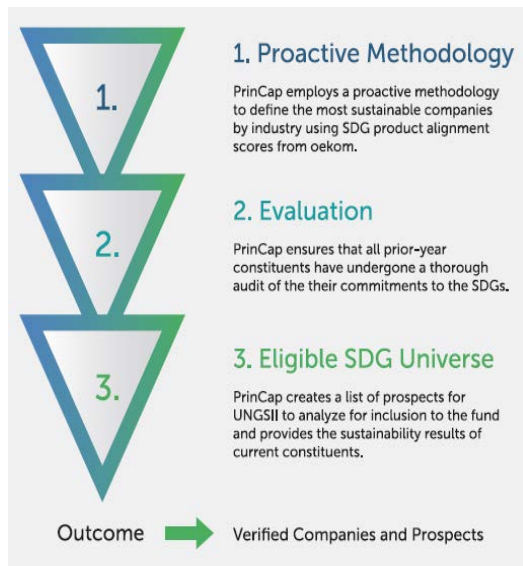 1.
1. Proactive Methodology
PrinCap employs a proactive methodology
to define the most sustainable companies
by industry using SDG product alignment
scores from oekom.
2.
2. Evaluation
PrinCap ensures that all prior-year
constituents have undergone a thorough
audit of the their commitments to the SDGs.
3.
3. Eligible SDG Universe
PrinCap creates a list of prospects for
UNGSII to analyze for inclusion to the fund
and provides the sustainability results of
current constituents.
Outcome
Verified Companies and Prospects